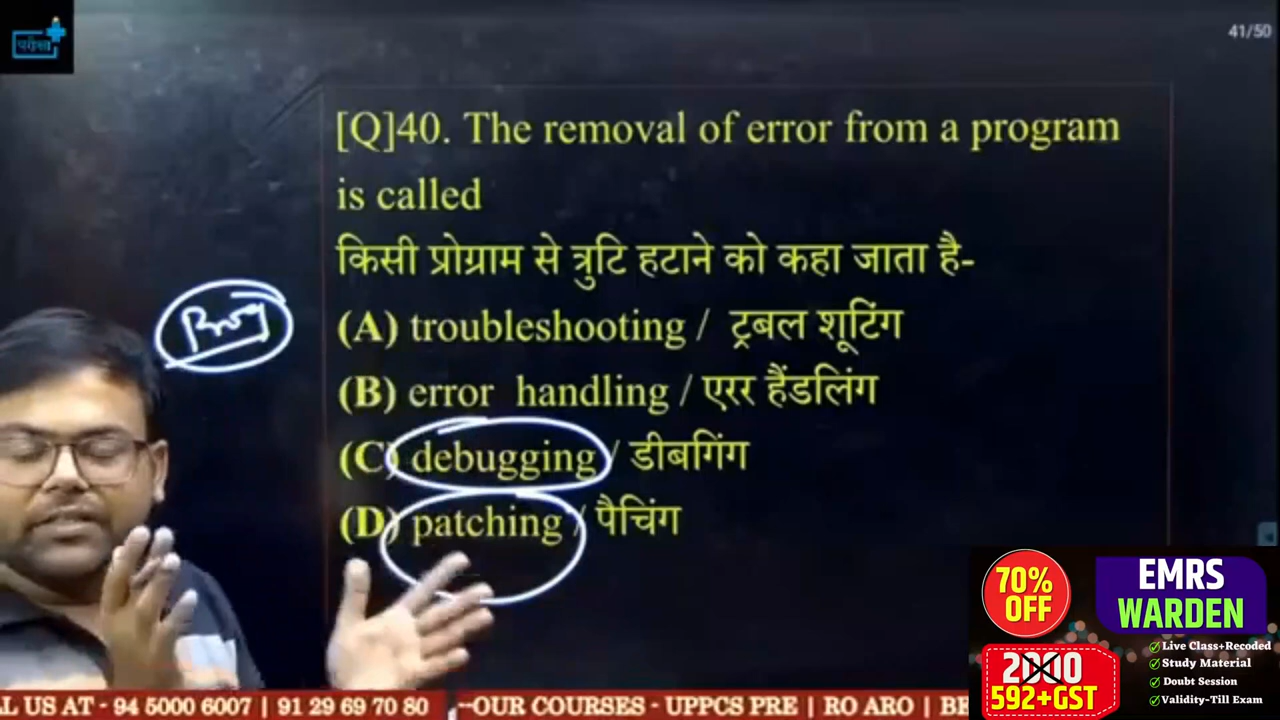 परीक्षा
41/50
[Q]40. The removal of error from a program
is called
किसी प्रोग्राम से त्रुटि हटाने को कहा जाता है-
(A) troubleshooting / ट्रबल शूटिंग
(B) error handling / एरर हैंडलिंग
(C) debugging / डीबगिंग
(D) patching / पैचिंग
70%
OFF
EMRS
WARDEN
2000
592+GST
Live Class+Recoded
Study Material
Doubt Session
Validity-Till Exam
L US AT - 94 5000 6007 | 91 29 69 70 80 --OUR COURSES - UPPCS PRE | RO ARO | BE